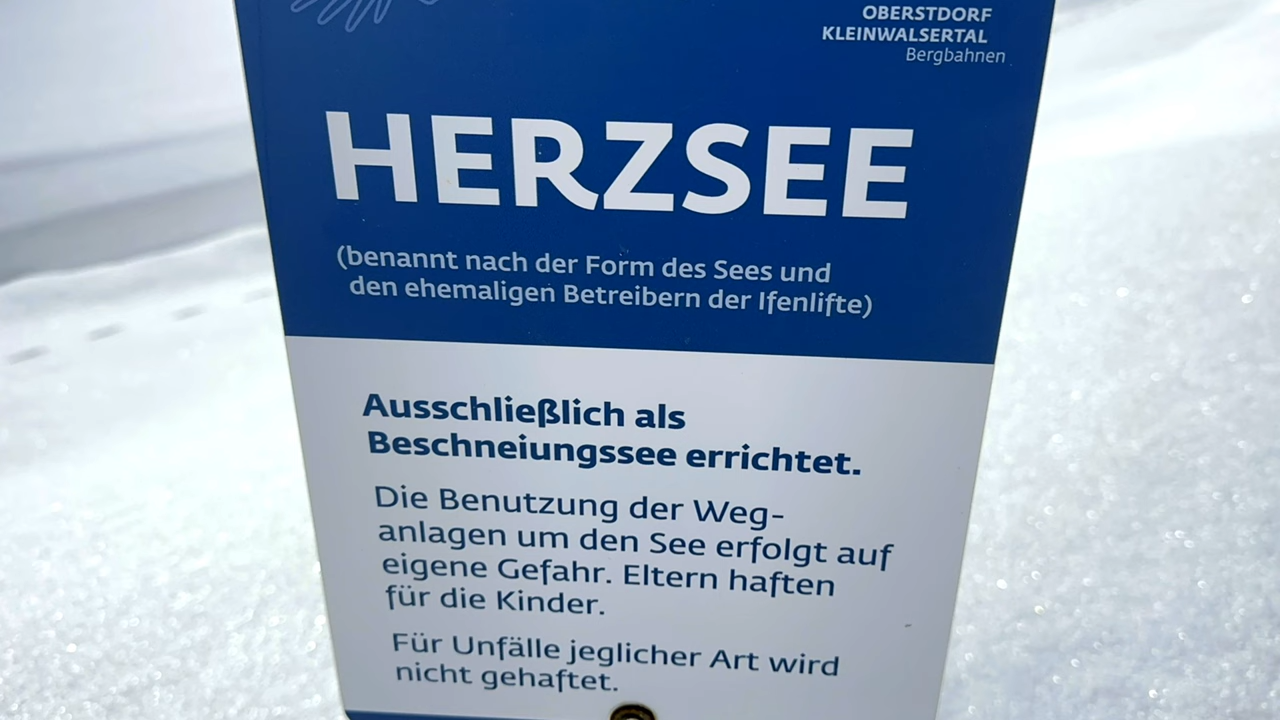 OBERSTDORF
KLEINWALSERTAL
Bergbahnen
HERZSEE
(benannt nach der Form des Sees und
den ehemaligen Betreibern der Ifenlifte)
Ausschließlich als
Beschneiungssee errichtet.
Die Benutzung der Weg-
anlagen um den See erfolgt auf
eigene Gefahr. Eltern haften
für die Kinder.
Für Unfälle jeglicher Art wird
nicht gehaftet.